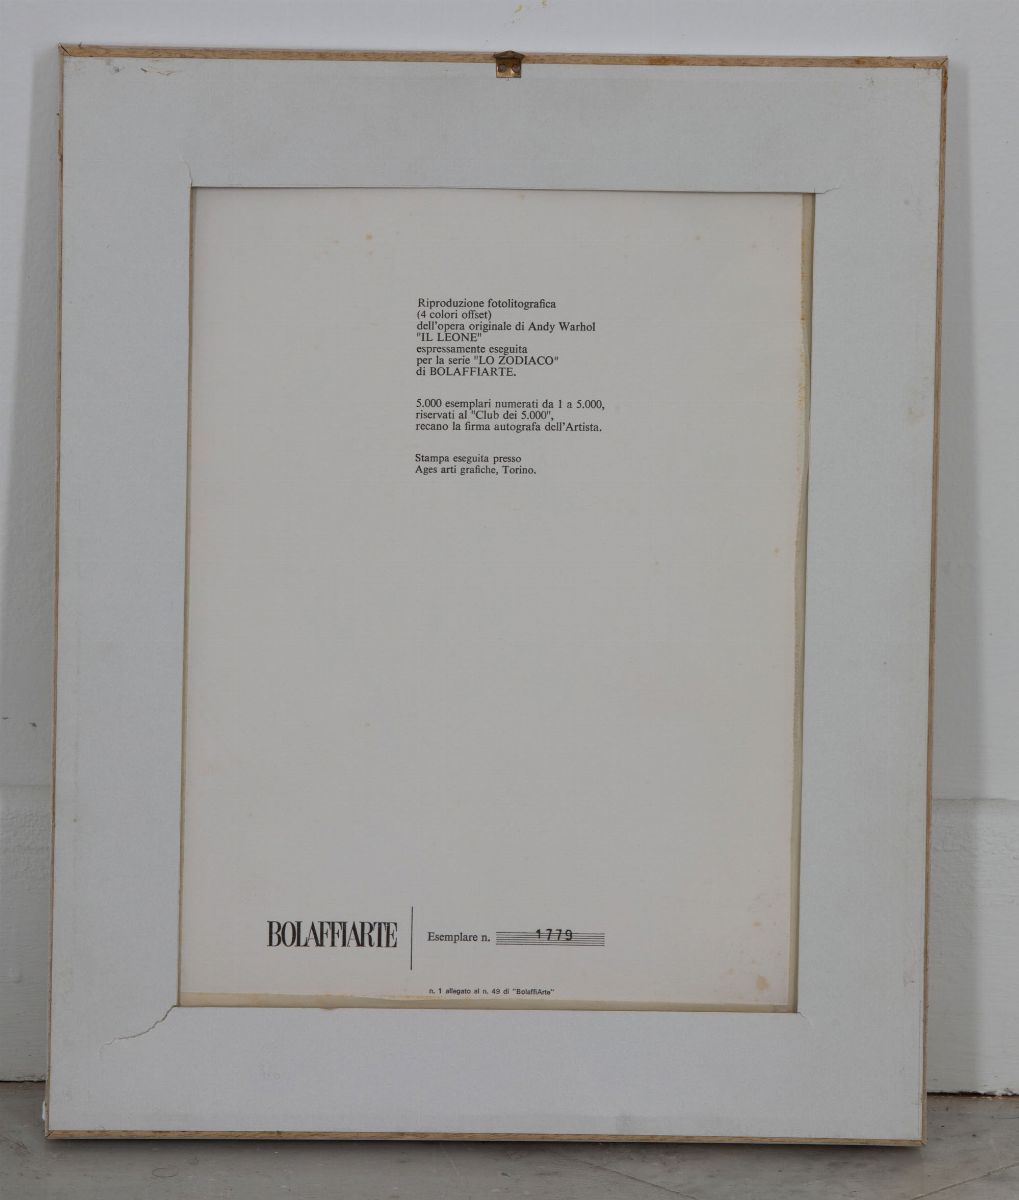 Riproduzione fotolitografica
(4 colori offset)
dell'opera originale di Andy Warhol
"IL LEONE"
espressamente eseguita
per la serie "LO ZODIACO"
di BOLAFFIARTE.
5.000 esemplari numerati da 1 a 5.000,
riservati al "Club dei 5.000",
recano la firma autografa dell'Artista.
Stampa eseguita presso
Ages arti grafiche, Torino.
BOLAFFIARTE
Esemplare n. 1779
n. 1 allegato al n. 49 di "BolaffiArte"